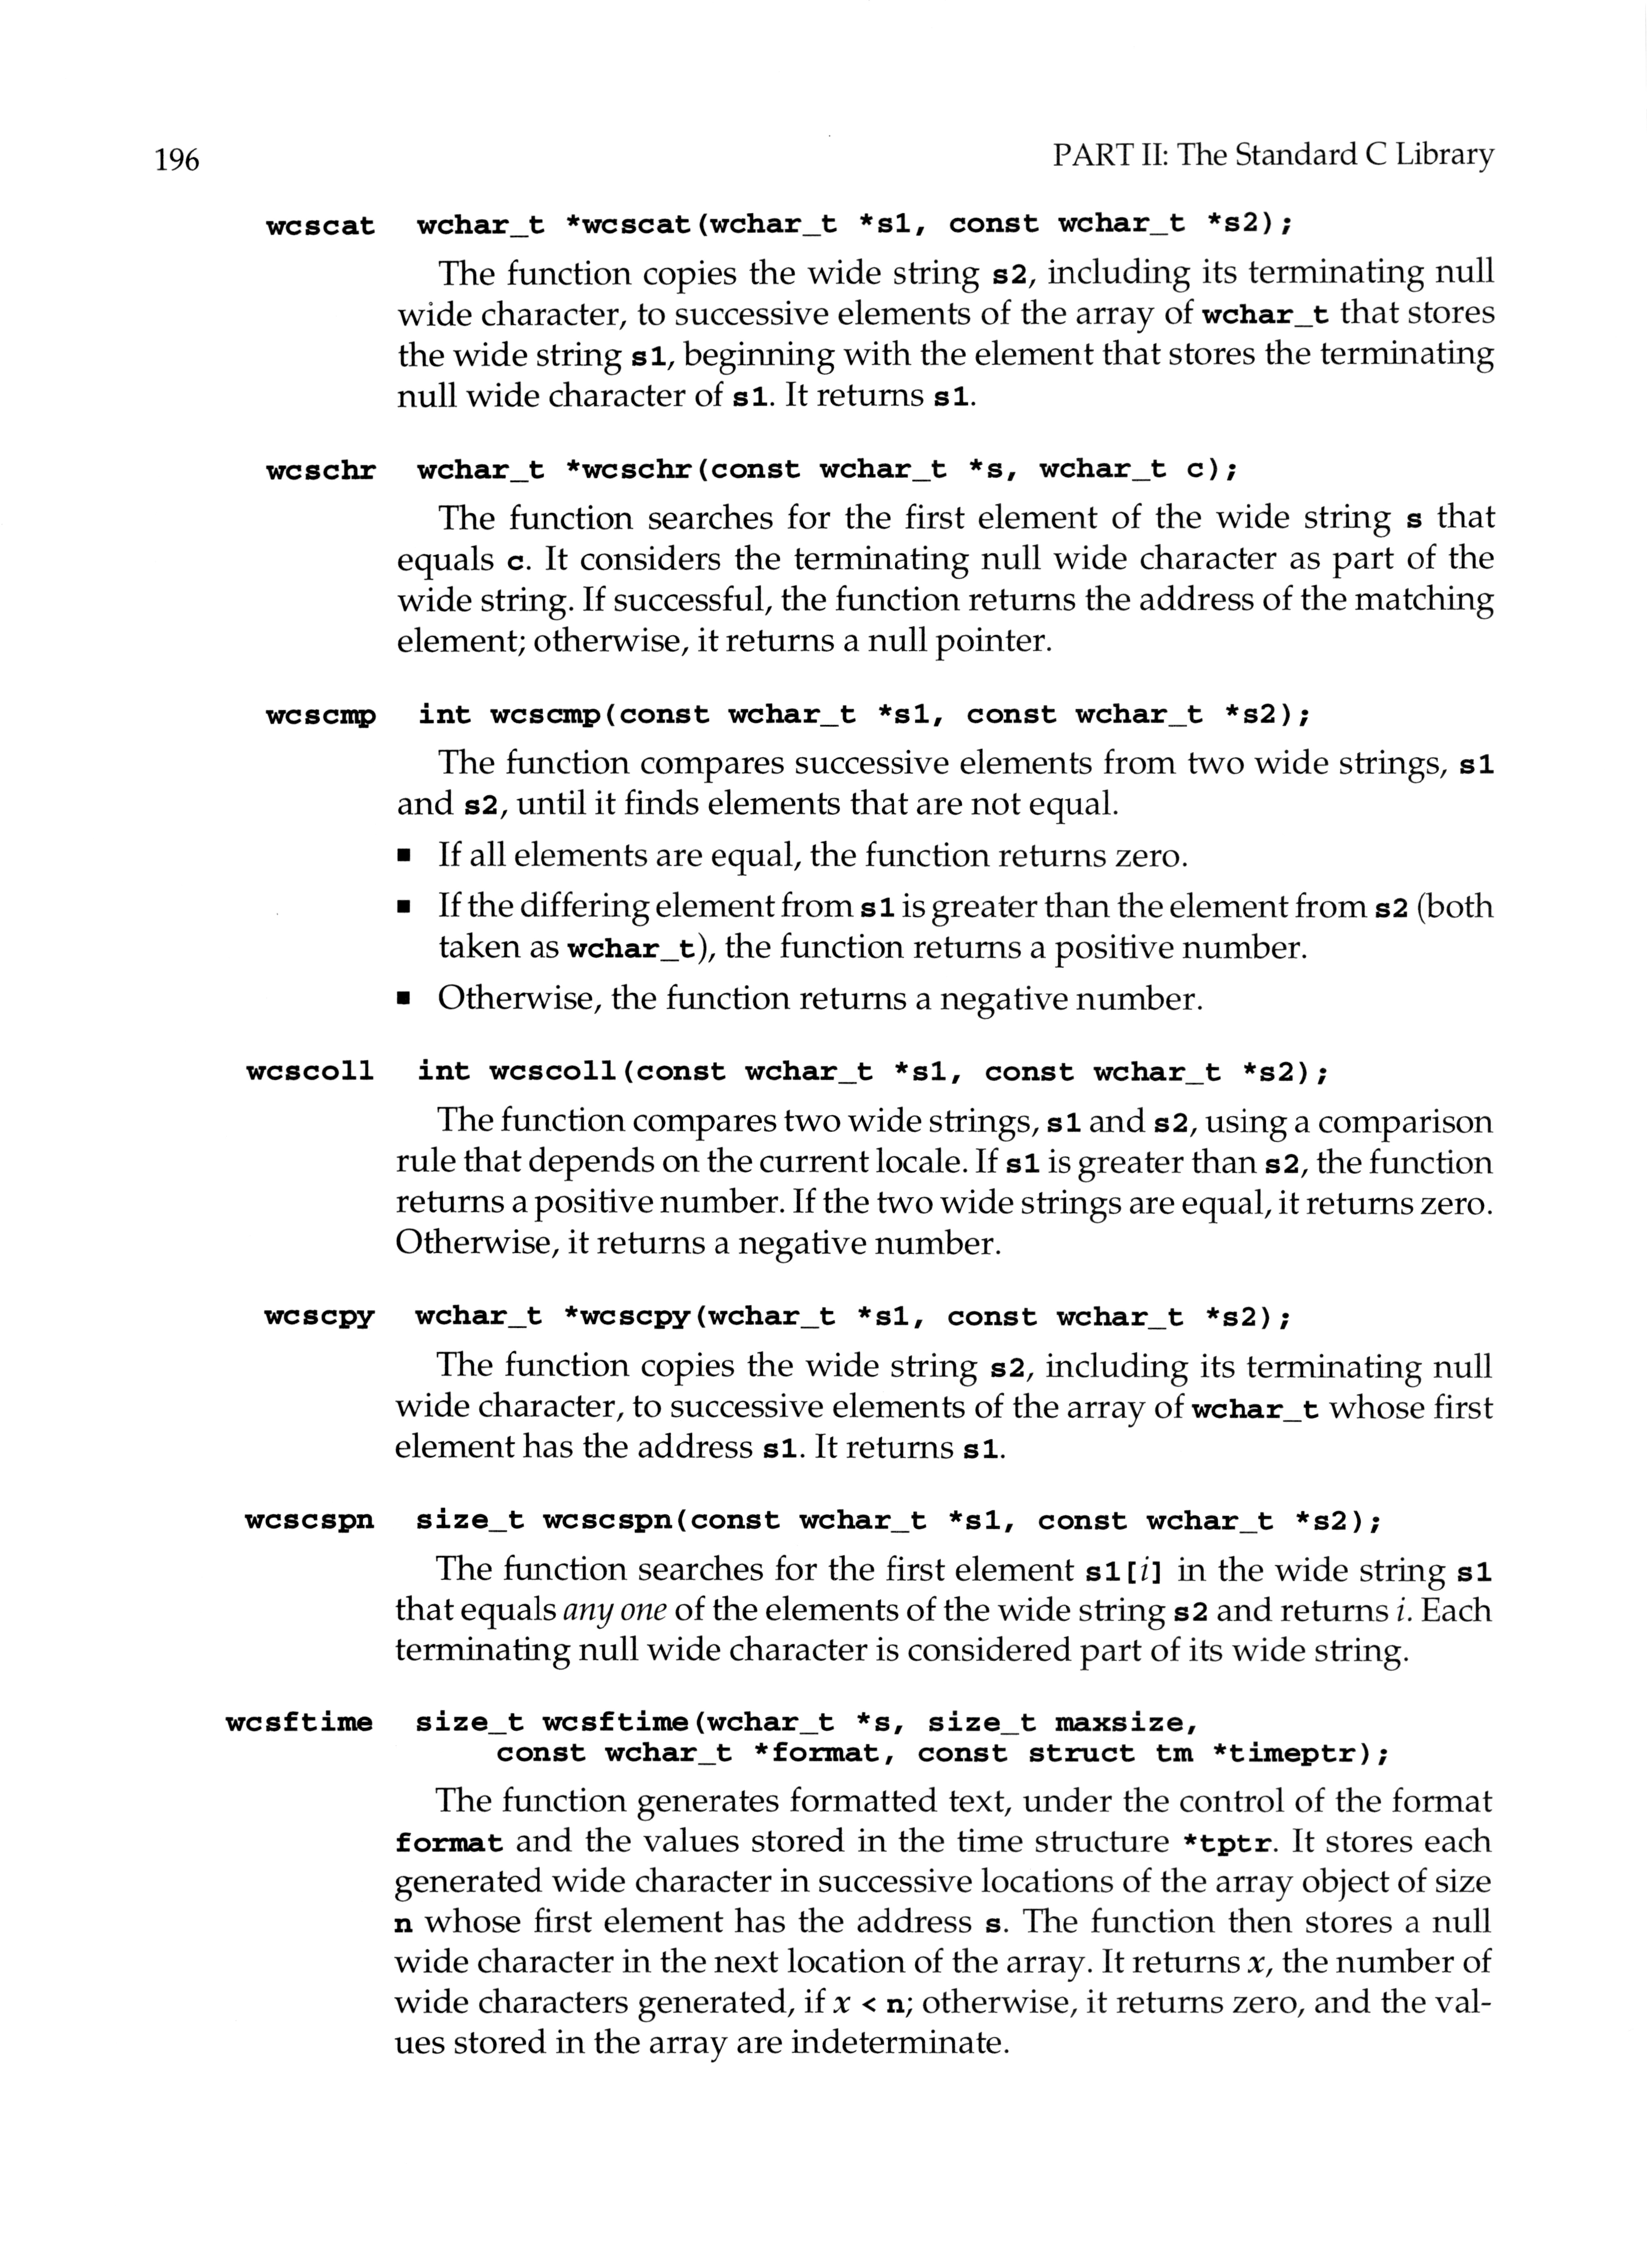 196 PART II: The Standard C Library
wcscat wchar_t *wcscat(wchar_t *s1, const wchar_t *s2);
The function copies the wide string s2, including its terminating null
wide character, to successive elements of the array of wchar_t that stores
the wide string s1, beginning with the element that stores the terminating
null wide character of s1. It returns s1.
wcschr wchar_t *wcschr(const wchar_t *s, wchar_t c);
The function searches for the first element of the wide string s that
equals c. It considers the terminating null wide character as part of the
wide string. If successful, the function returns the address of the matching
element; otherwise, it returns a null pointer.
wcscmp int wcscmp(const wchar_t *s1, const wchar_t *s2);
The function compares successive elements from two wide strings, s1
and s2, until it finds elements that are not equal.
▪ If all elements are equal, the function returns zero.
▪ If the differing element from s1 is greater than the element from s2 (both
taken as wchar_t), the function returns a positive number.
▪ Otherwise, the function returns a negative number.
wcscoll int wcscoll(const wchar_t *s1, const wchar_t *s2);
The function compares two wide strings, s1 and s2, using a comparison
rule that depends on the current locale. If s1 is greater than s2, the function
returns a positive number. If the two wide strings are equal, it returns zero.
Otherwise, it returns a negative number.
wcscpy wchar_t *wcscpy(wchar_t *s1, const wchar_t *s2);
The function copies the wide string s2, including its terminating null
wide character, to successive elements of the array of wchar_t whose first
element has the address s1. It returns s1.
wcscspn size_t wcscspn(const wchar_t *s1, const wchar_t *s2);
The function searches for the first element s1[i] in the wide string s1
that equals any one of the elements of the wide string s2 and returns i. Each
terminating null wide character is considered part of its wide string.
wcsftime size_t wcsftime(wchar_t *s, size_t maxsize,
const wchar_t *format, const struct tm *timeptr);
The function generates formatted text, under the control of the format
format and the values stored in the time structure *tptr. It stores each
generated wide character in successive locations of the array object of size
n whose first element has the address s. The function then stores a null
wide character in the next location of the array. It returns x, the number of
wide characters generated, if x < n; otherwise, it returns zero, and the val-
ues stored in the array are indeterminate.